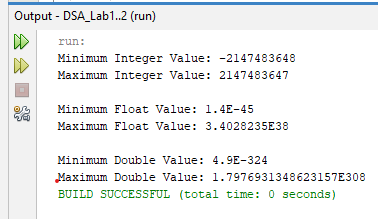 Output - DSA_Lab1..2 (run)
run:
Minimum Integer Value: -2147483648
Maximum Integer Value: 2147483647
Minimum Float Value: 1.4E-45
Maximum Float Value: 3.4028235E38
Minimum Double Value: 4.9E-324
Maximum Double Value: 1.7976931348623157E308
BUILD SUCCESSFUL (total time: 0 seconds)